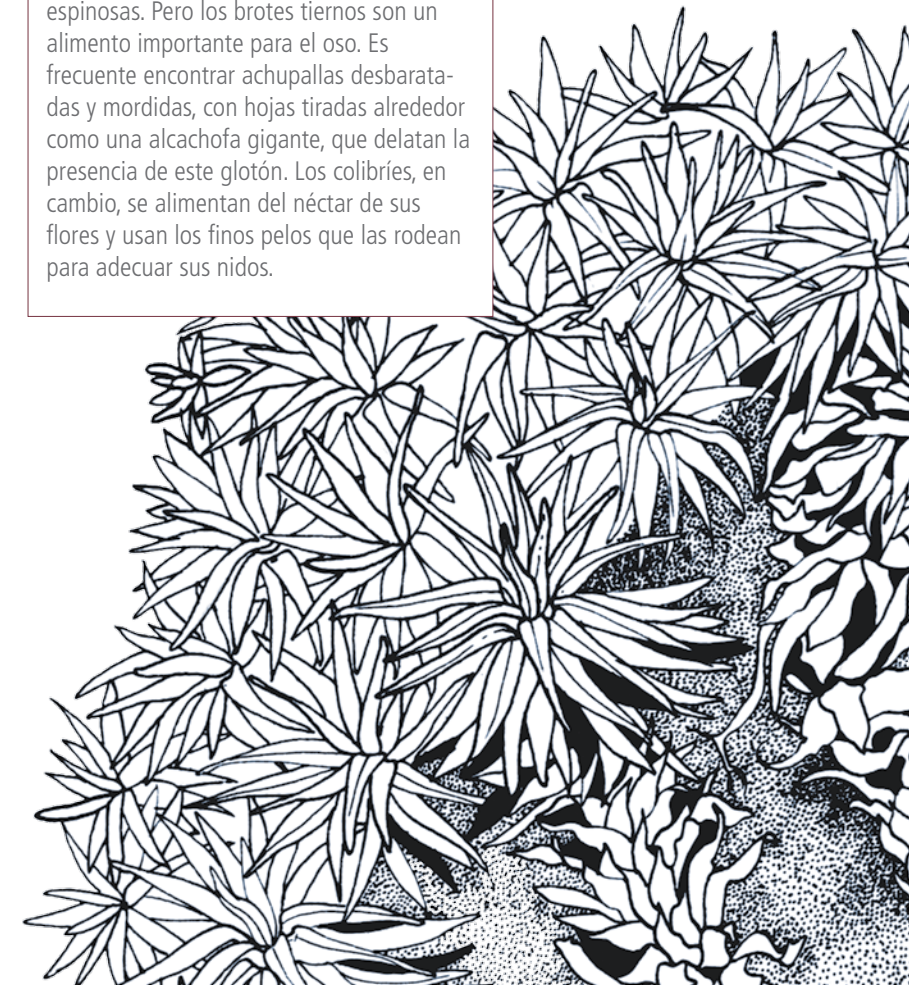 espinosas. Pero los brotes tiernos son un
alimento importante para el oso. Es
frecuente encontrar achupallas desbarata-
das y mordidas, con hojas tiradas alrededor
como una alcachofa gigante, que delatan la
presencia de este glotón. Los colibríes, en
cambio, se alimentan del néctar de sus
flores y usan los finos pelos que las rodean
para adecuar sus nidos.